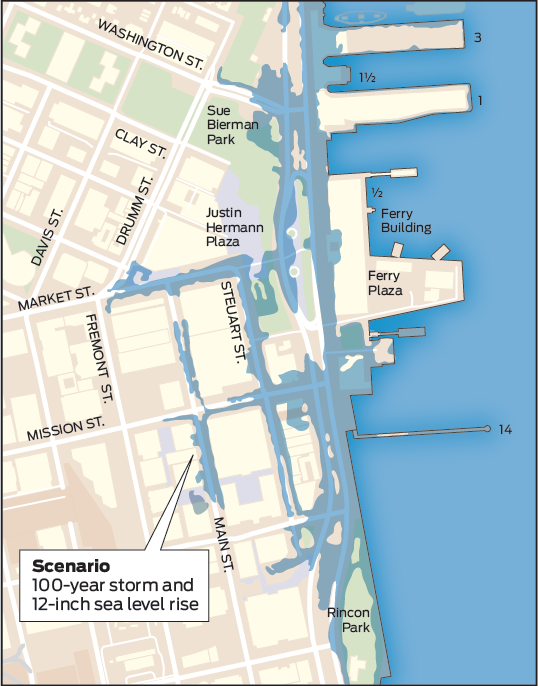 WASHINGTON ST.
3
1½
1
Sue
Bierman
Park
CLAY ST.
DRUMM ST.
DAVIS ST.
½
Justin
Hermann
Plaza
Ferry
Building
Ferry
Plaza
MARKET ST.
STEUART ST.
FREMONT ST.
MISSION ST.
14
MAIN ST.
Scenario
100-year storm and
12-inch sea level rise
Rincon
Park